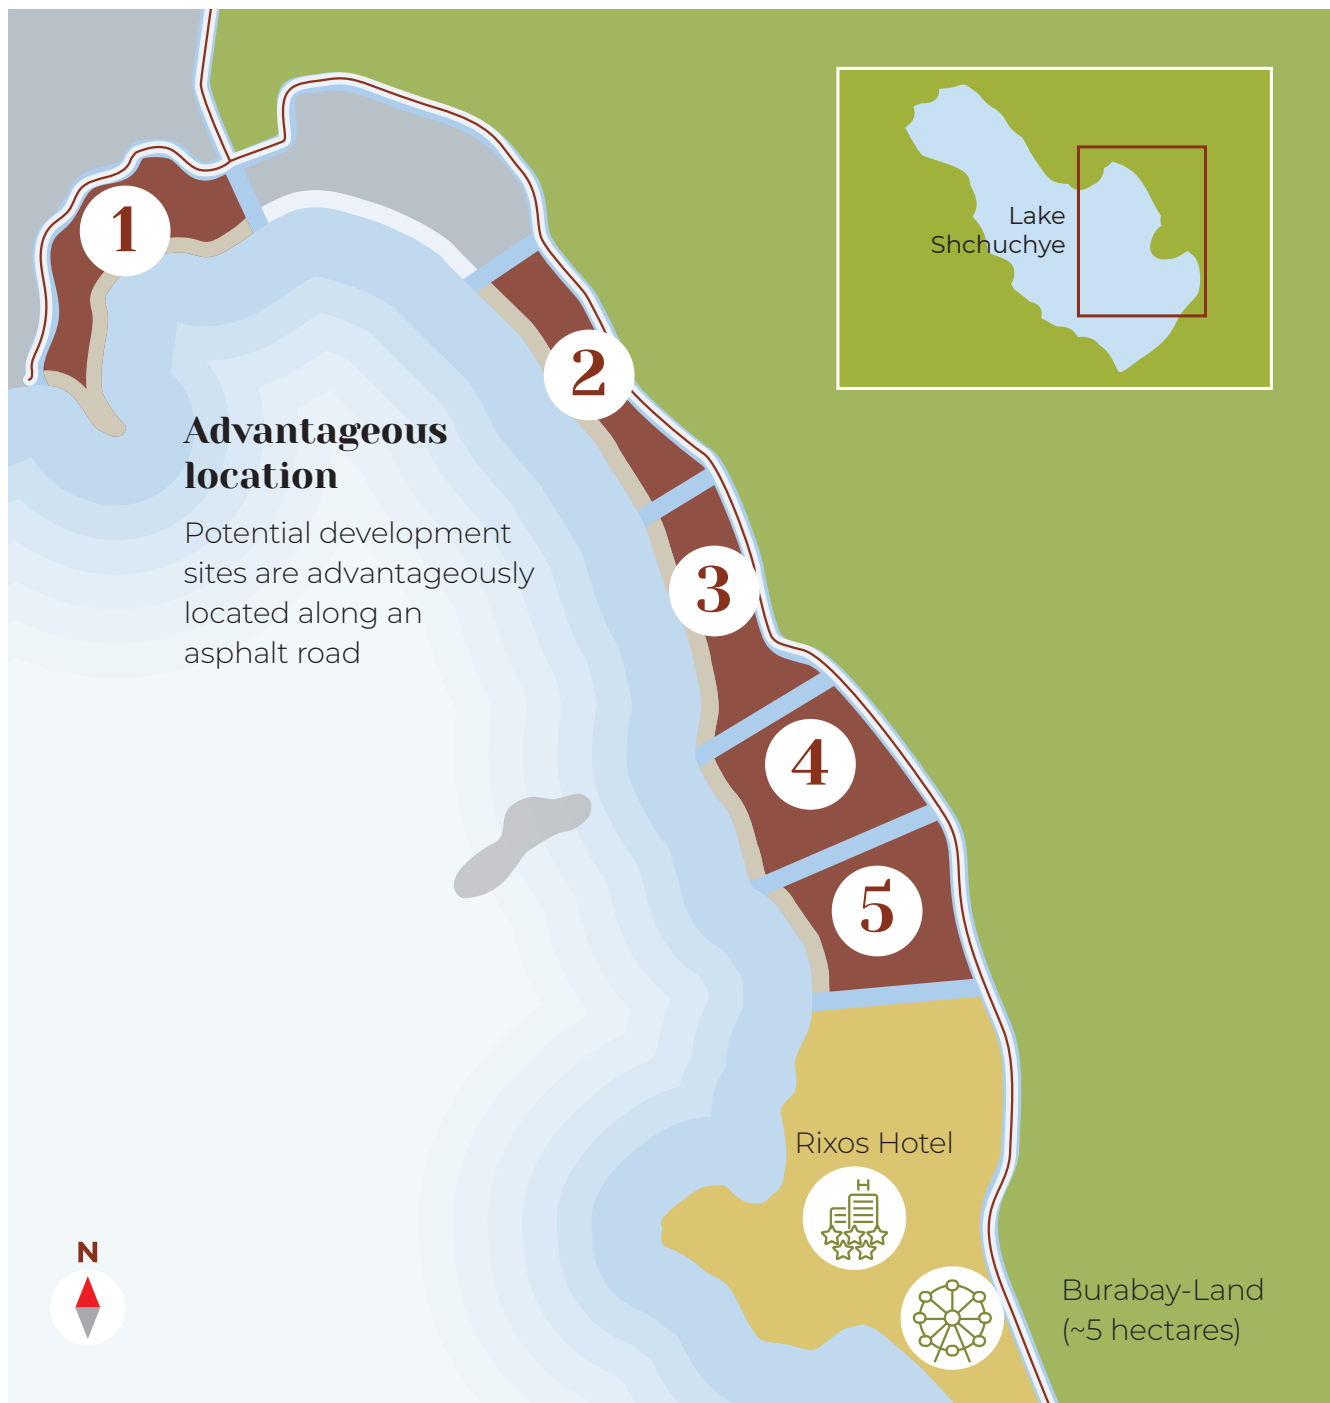 Lake
Shchuchye
1
2
Advantageous
location
Potential development
sites are advantageously
located along an
asphalt road
3
4
5
Rixos Hotel
H
N
Burabay-Land
(~5 hectares)